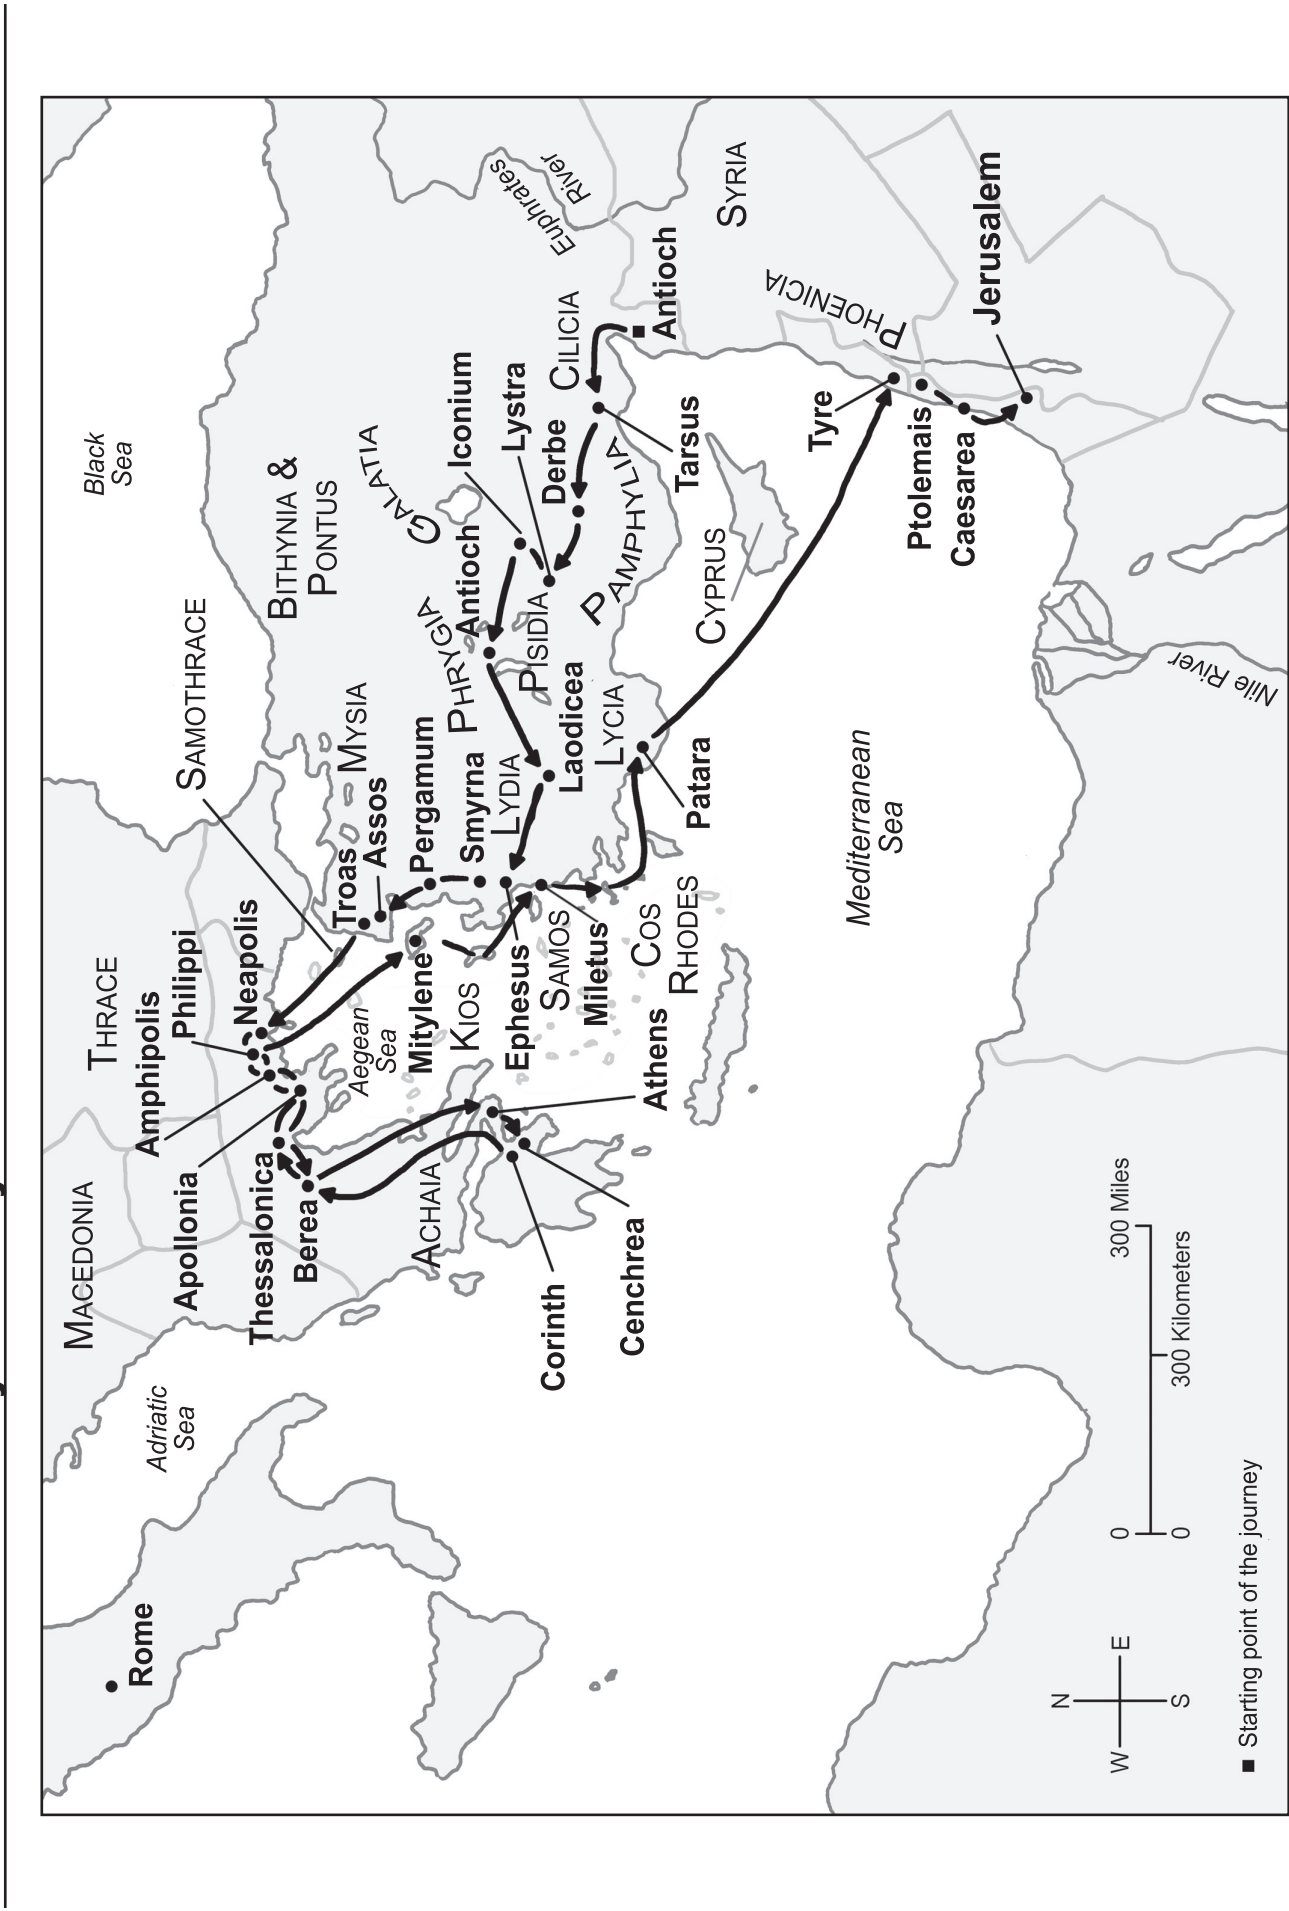 Black
Sea
Adriatic
Sea
MACEDONIA
THRACE
Rome
Amphipolis
Philippi
Neapolis
SAMOTHRACE
Apollonia
Thessalonica
Berea
BITHYNIA &
PONTUS
GALATIA
Troas
Assos
MYSIA
Aegean
Sea
Mitylene
Pergamum
PHRYGIA
Antioch
Iconium
Lystra
Euphrates
River
ACHAIA
KIOS
Smyrna
LYDIA
PISIDIA
Derbe
CILICIA
Ephesus
SAMOS
Miletus
Laodicea
LYCIA
PAMPHYLIA
Tarsus
Antioch
SYRIA
Corinth
Cenchrea
Athens
COS
RHODES
Patara
CYPRUS
PHOENICIA
Tyre
Ptolemais
Caesarea
Jerusalem
Mediterranean
Sea
Nile River
N
W
E
S
0
300 Miles
0
300 Kilometers
Starting point of the journey